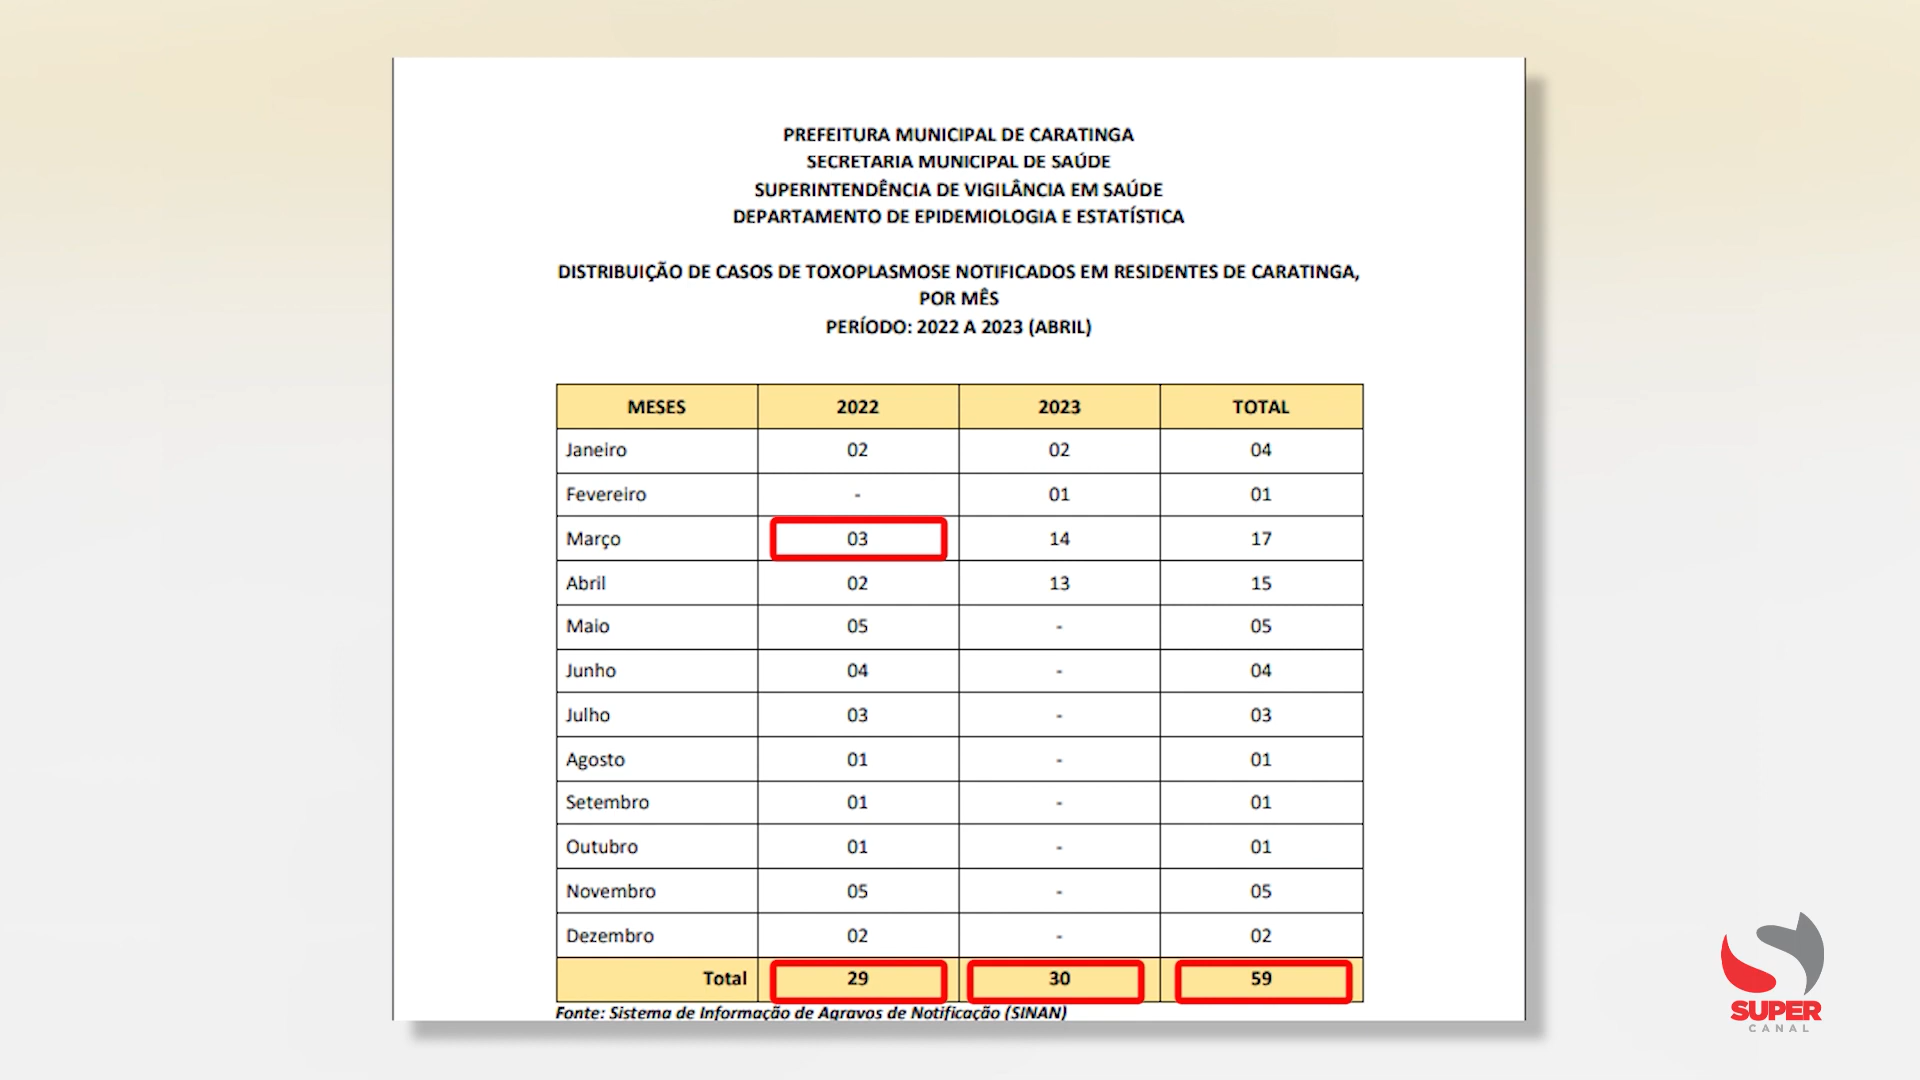 PREFEITURA MUNICIPAL DE CARATINGA
SECRETARIA MUNICIPAL DE SAÚDE
SUPERINTENDÊNCIA DE VIGILÂNCIA EM SAÚDE
DEPARTAMENTO DE EPIDEMIOLOGIA E ESTATÍSTICA
DISTRIBUIÇÃO DE CASOS DE TOXOPLASMOSE NOTIFICADOS EM RESIDENTES DE CARATINGA,
POR MÊS
PERÍODO: 2022 A 2023 (ABRIL)
MESES 2022 2023 TOTAL
Janeiro 02 02 04
Fevereiro - 01 01
Março 03 14 17
Abril 02 13 15
Maio 05 - 05
Junho 04 - 04
Julho 03 - 03
Agosto 01 - 01
Setembro 01 - 01
Outubro 01 - 01
Novembro 05 - 05
Dezembro 02 - 02
Total 29 30 59
Fonte: Sistema de Informação de Agravos de Notificação (SINAN)
SUPER
CANAL